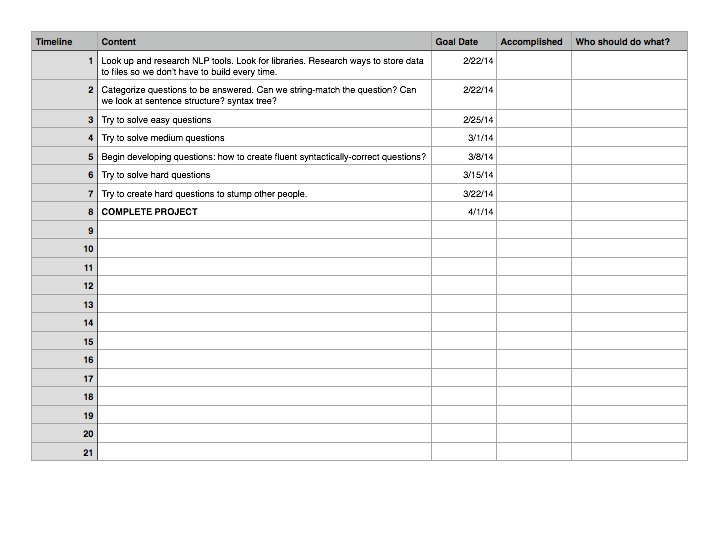 Timeline Content Goal Date Accomplished Who should do what?
1 Look up and research NLP tools. Look for libraries. Research ways to store data 2/22/14
to files so we don't have to build every time.
2 Categorize questions to be answered. Can we string-match the question? Can 2/22/14
we look at sentence structure? syntax tree?
3 Try to solve easy questions 2/25/14
4 Try to solve medium questions 3/1/14
5 Begin developing questions: how to create fluent syntactically-correct questions? 3/8/14
6 Try to solve hard questions 3/15/14
7 Try to create hard questions to stump other people. 3/22/14
8 COMPLETE PROJECT 4/1/14
9
10
11
12
13
14
15
16
17
18
19
20
21